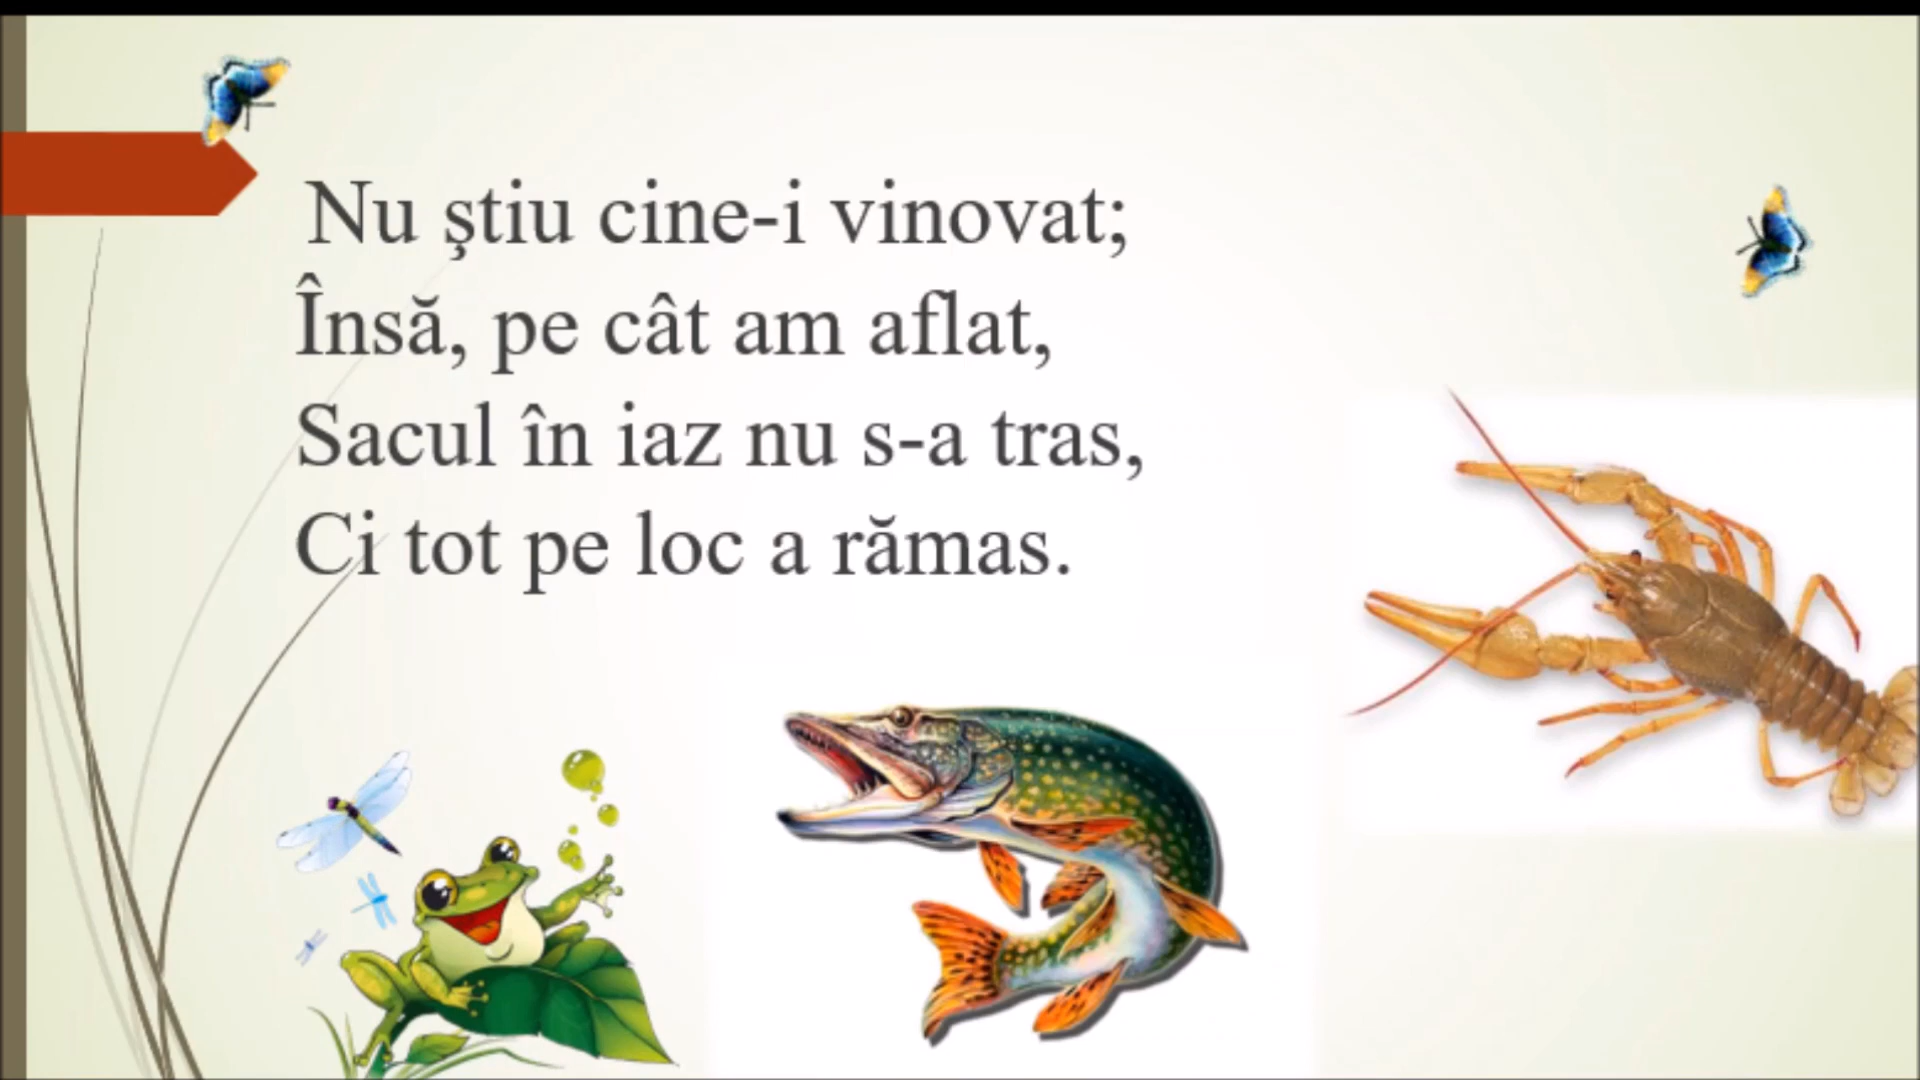 Nu ştiu cine-i vinovat;
Însă, pe cât am aflat,
Sacul în iaz nu s-a tras,
Ci tot pe loc a rămas.